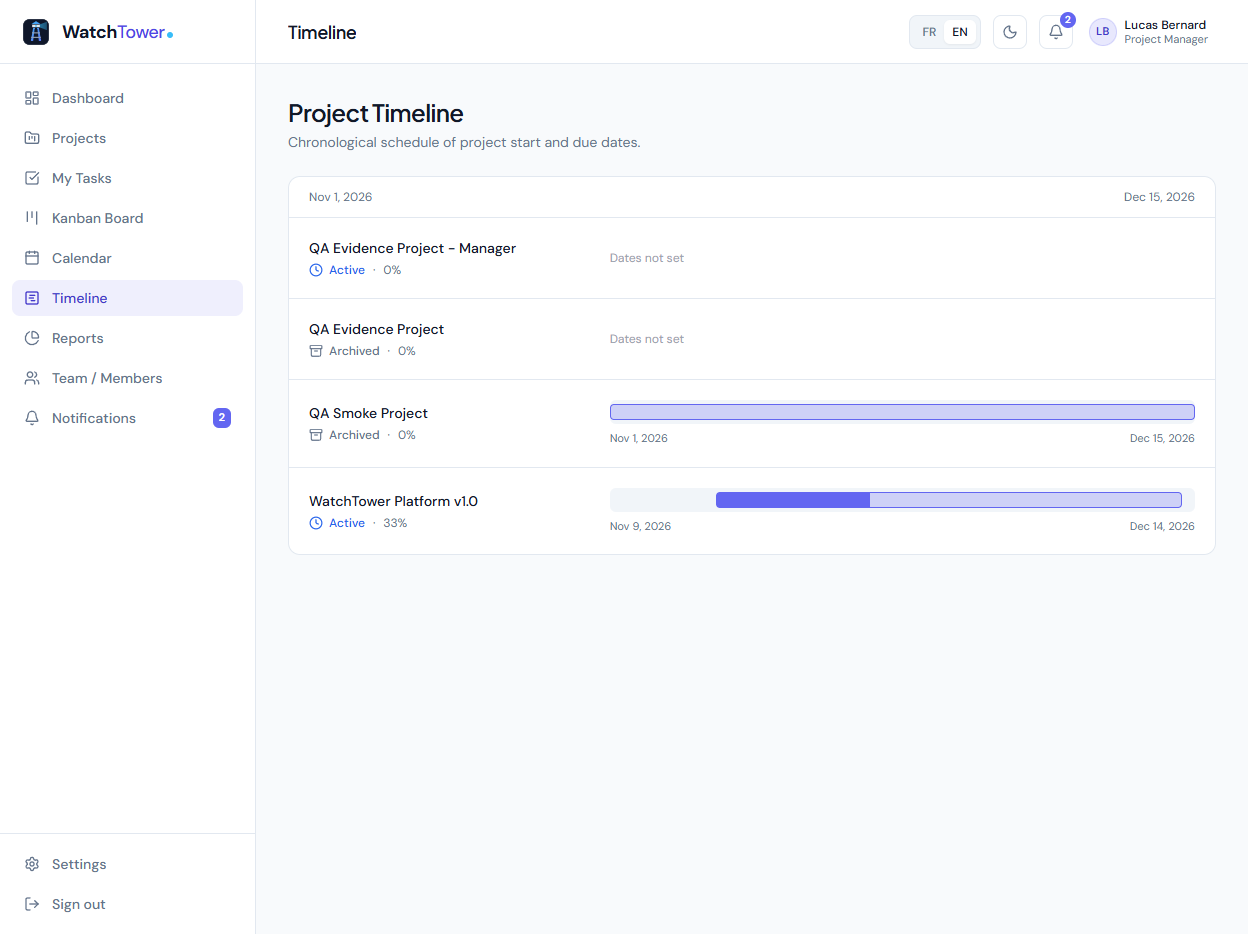 WatchTower
Timeline
FR EN
2
LB
Lucas Bernard
Project Manager
Dashboard
Projects
My Tasks
Kanban Board
Calendar
Timeline
Reports
Team / Members
Notifications 2
Settings
Sign out
Project Timeline
Chronological schedule of project start and due dates.
Nov 1, 2026 Dec 15, 2026
QA Evidence Project - Manager
Active · 0%
Dates not set
QA Evidence Project
Archived · 0%
Dates not set
QA Smoke Project
Archived · 0%
Nov 1, 2026 Dec 15, 2026
WatchTower Platform v1.0
Active · 33%
Nov 9, 2026 Dec 14, 2026